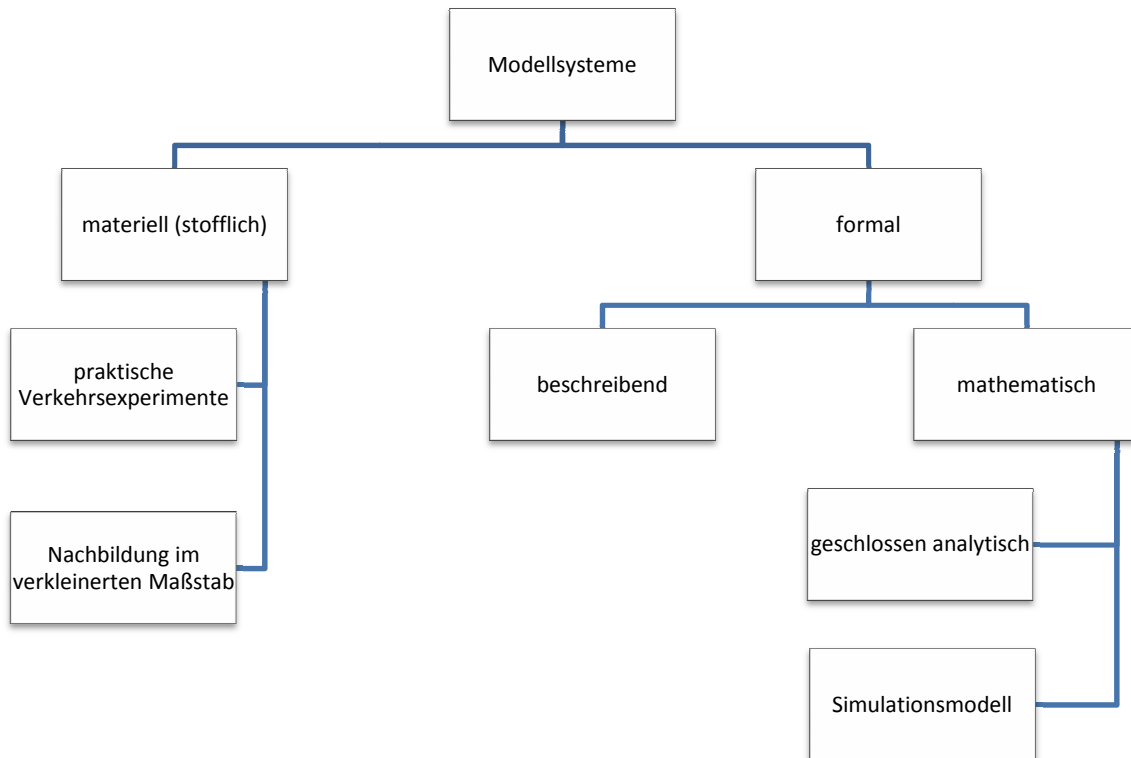 Modellsysteme
materiell (stofflich)
formal
praktische
Verkehrsexperimente
beschreibend
mathematisch
Nachbildung im
verkleinerten Maßstab
geschlossen analytisch
Simulationsmodell